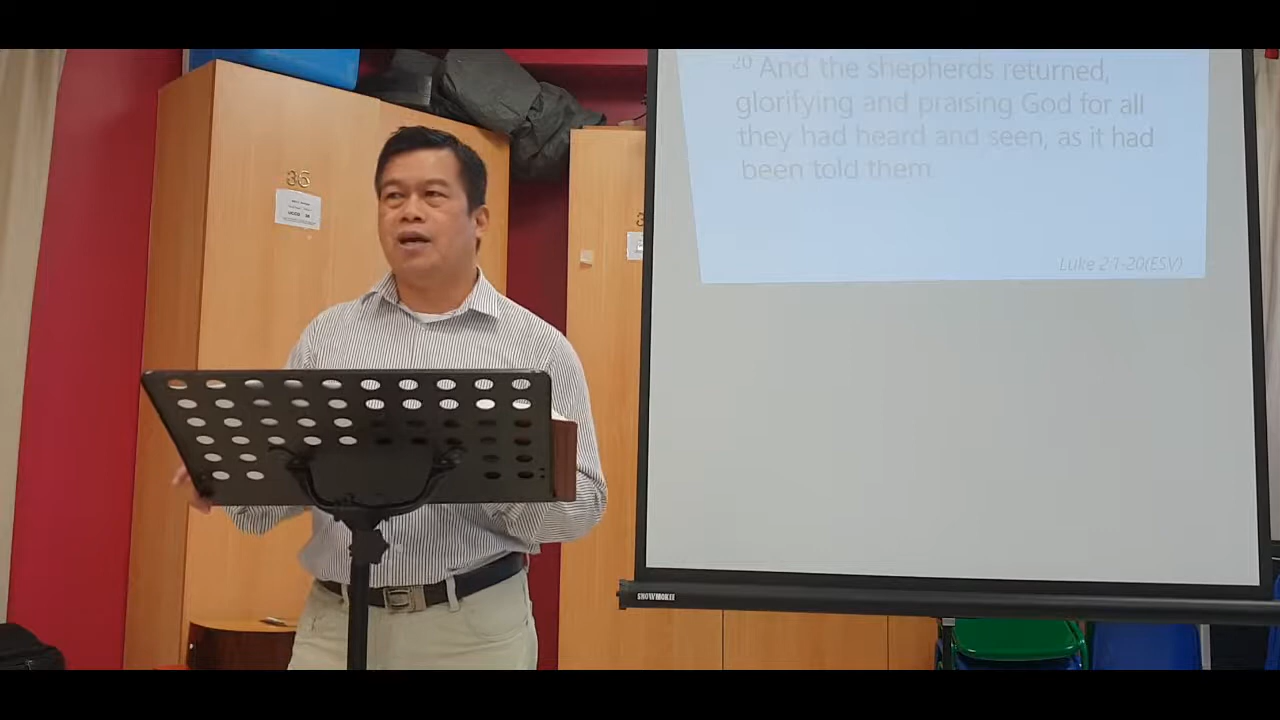 20 And the shepherds returned,
glorifying and praising God for all
they had heard and seen, as it had
been told them.
Luke 2:1-20(ESV)
35